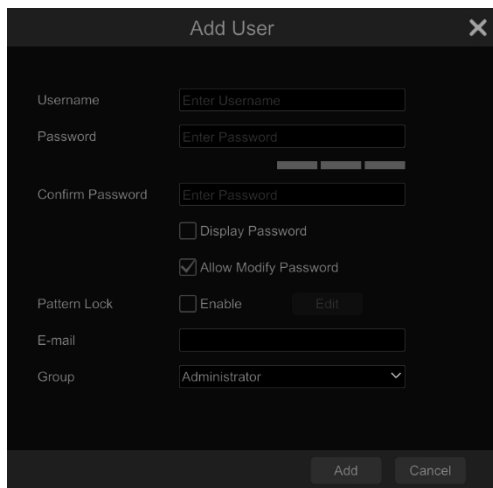 Add User
Username Enter Username
Password Enter Password
Confirm Password Enter Password
Display Password
Allow Modify Password
Pattern Lock Enable Edit
E-mail
Group Administrator
Add Cancel